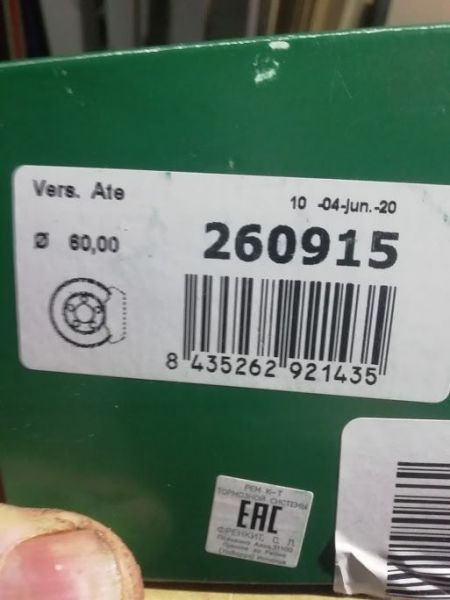 Vers. Ate
10 -04-jun.-20
Ø 60,00
260915
8 435262 921435
РЕМ К-Т
ТОРМОЗНОЙ СИСТЕМЫ
EAC
ФРЕНКИТ, С. Л.